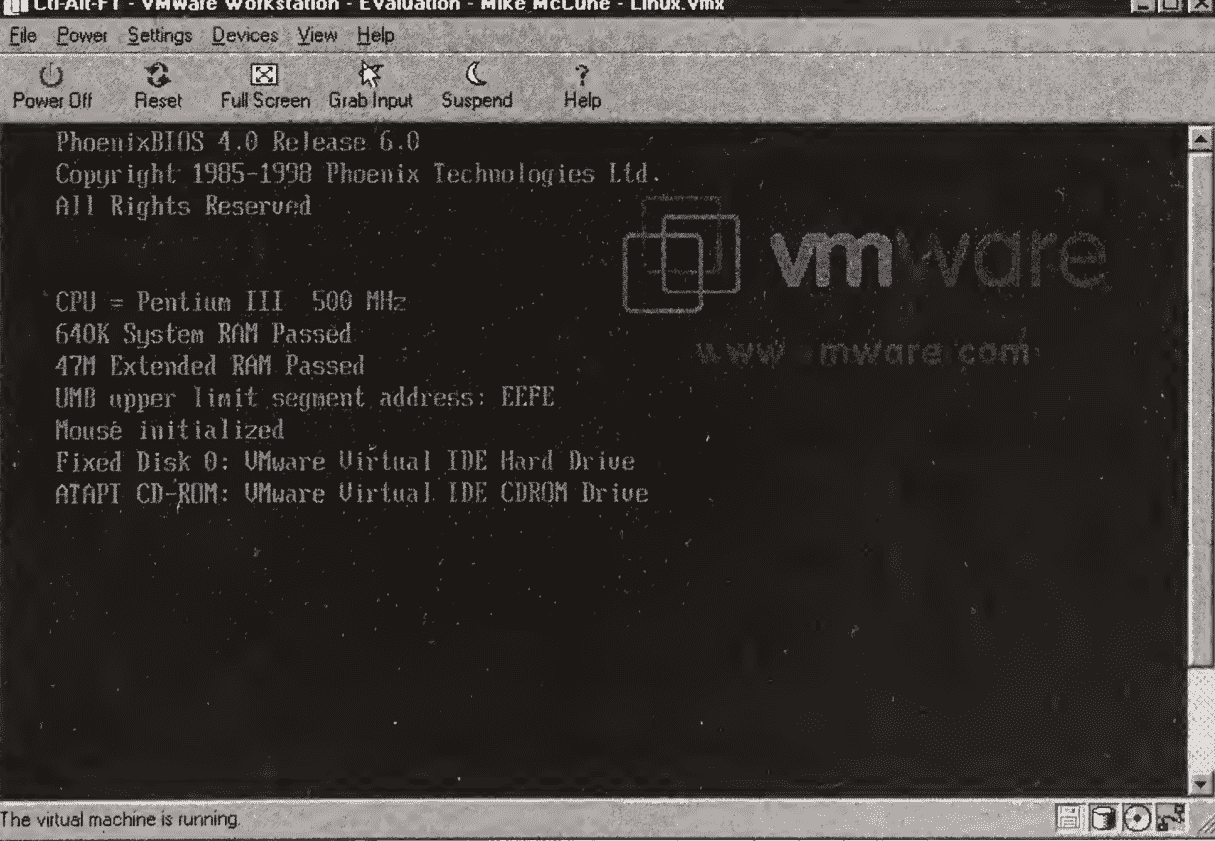 Ctl-Alt-F1 - VMware Workstation - Evaluation - Mike McCune - Linux.vmx
File Power Settings Devices View Help
Power Off Reset Full Screen Grab Input Suspend Help
PhoenixBIOS 4.0 Release 6.0
Copyright 1985-1998 Phoenix Technologies Ltd.
All Rights Reserved
vmware
www.vmware.com
CPU = Pentium III 500 MHz
640K System RAM Passed
47M Extended RAM Passed
UMB upper limit segment address: EEFE
Mouse initialized
Fixed Disk 0: VMware Virtual IDE Hard Drive
ATAPI CD-ROM: VMware Virtual IDE CDROM Drive
The virtual machine is running.